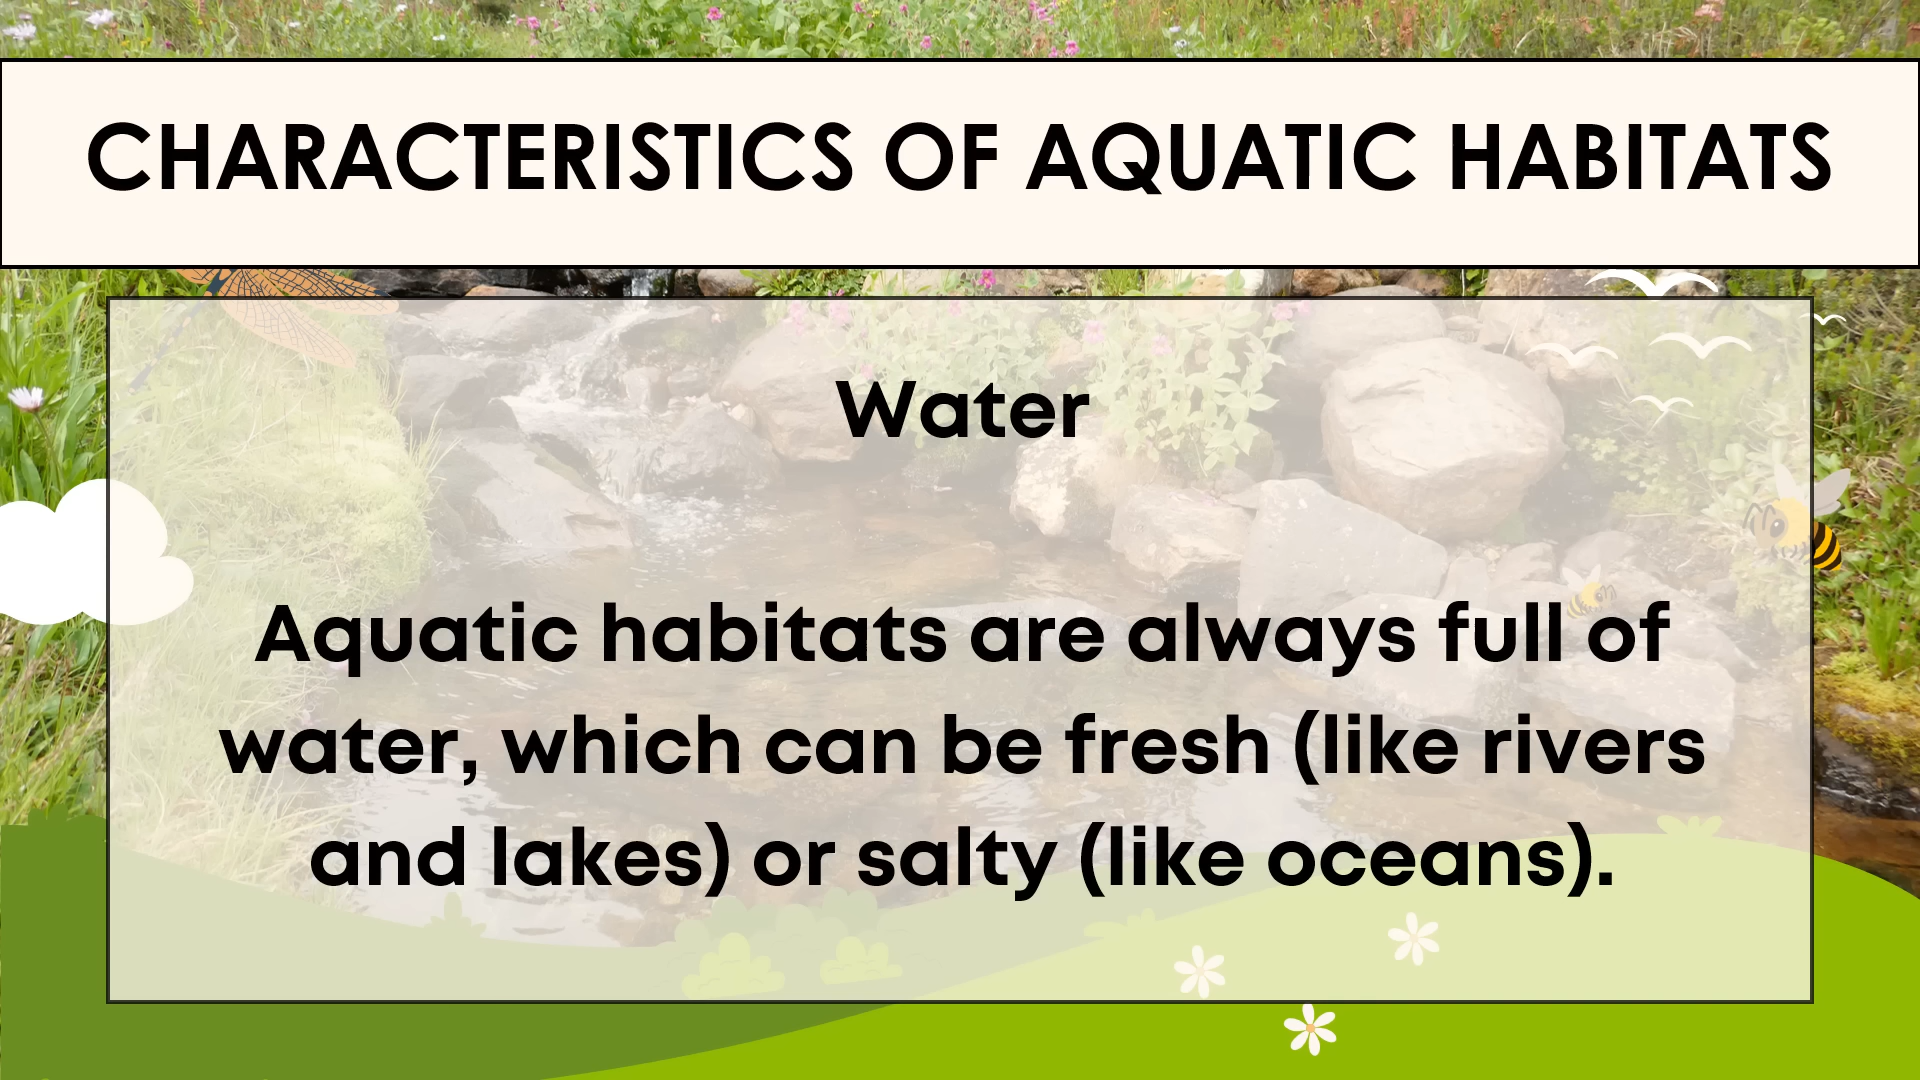 CHARACTERISTICS OF AQUATIC HABITATS
Water
Aquatic habitats are always full of
water, which can be fresh (like rivers
and lakes) or salty (like oceans).